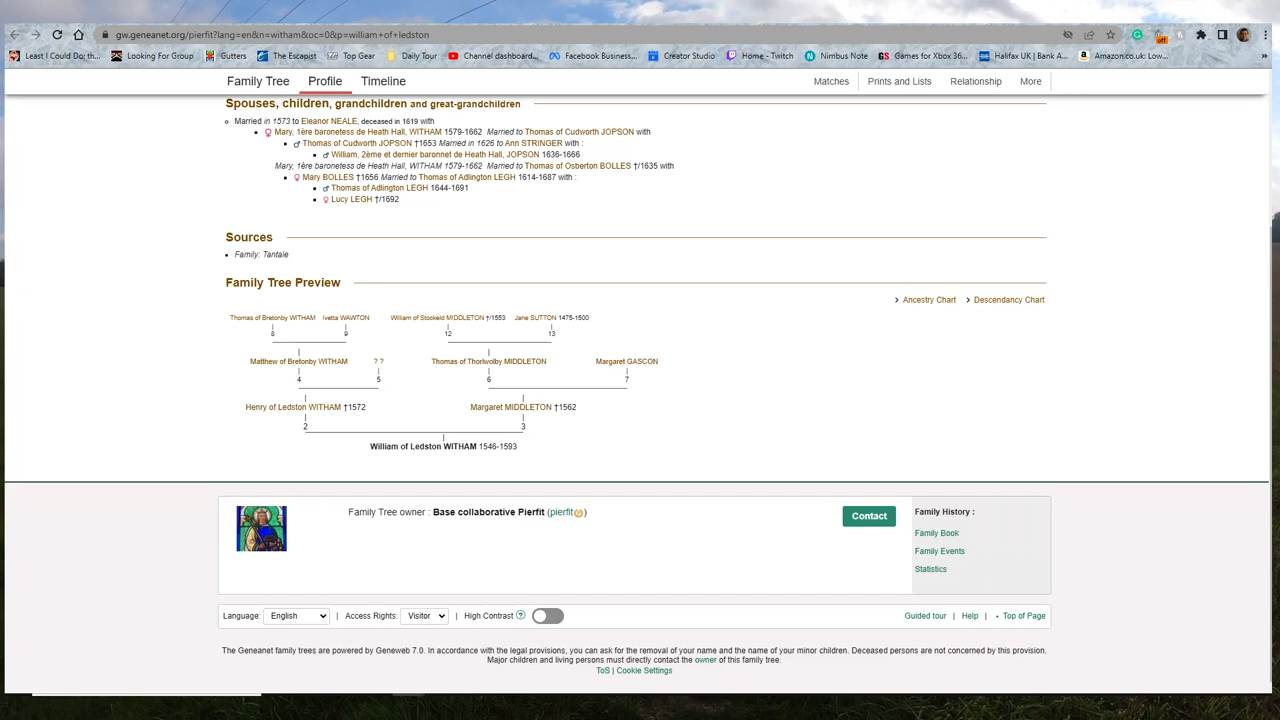 gw.geneanet.org/pierfit?lang=en&n=witham&oc=0&p=william+of+ledston
Least I Could Do: th... Looking For Group Gutters The Escapist Top Gear Daily Tour Channel dashboard... Facebook Business... Creator Studio Home - Twitch Nimbus Note Games for Xbox 36... Halifax UK | Bank A... Amazon.co.uk: Low... »
Family Tree Profile Timeline Matches Prints and Lists Relationship More
Spouses, children, grandchildren and great-grandchildren
Married in 1573 to Eleanor NEALE, deceased in 1619 with
Mary, 1ère baronetess de Heath Hall, WITHAM 1579-1662 Married to Thomas of Cudworth JOPSON with
Thomas of Cudworth JOPSON †1653 Married in 1626 to Ann STRINGER with :
William, 2ème et dernier baronnet de Heath Hall, JOPSON 1636-1666
Mary, 1ère baronetess de Heath Hall, WITHAM 1579-1662 Married to Thomas of Osberton BOLLES †/1635 with
Mary BOLLES †1656 Married to Thomas of Adlington LEGH 1614-1687 with :
Thomas of Adlington LEGH 1644-1691
Lucy LEGH †/1692
Sources
Family: Tantale
Family Tree Preview
Ancestry Chart Descendancy Chart
Thomas of Bretonby WITHAM Ivetta WAWTON William of Stockeld MIDDLETON †/1553 Jane SUTTON 1475-1500
8 9 12 13
Matthew of Bretonby WITHAM ? ? Thomas of Thorlwolby MIDDLETON Margaret GASCON
4 5 6 7
Henry of Ledston WITHAM †1572 Margaret MIDDLETON †1562
2 3
William of Ledston WITHAM 1546-1593
Family Tree owner : Base collaborative Pierfit (pierfit) Contact Family History :
Family Book
Family Events
Statistics
Language: English | Access Rights: Visitor | High Contrast ? Guided tour | Help | Top of Page
The Geneanet family trees are powered by Geneweb 7.0. In accordance with the legal provisions, you can ask for the removal of your name and the name of your minor children. Deceased persons are not concerned by this provision.
Major children and living persons must directly contact the owner of this family tree.
ToS | Cookie Settings